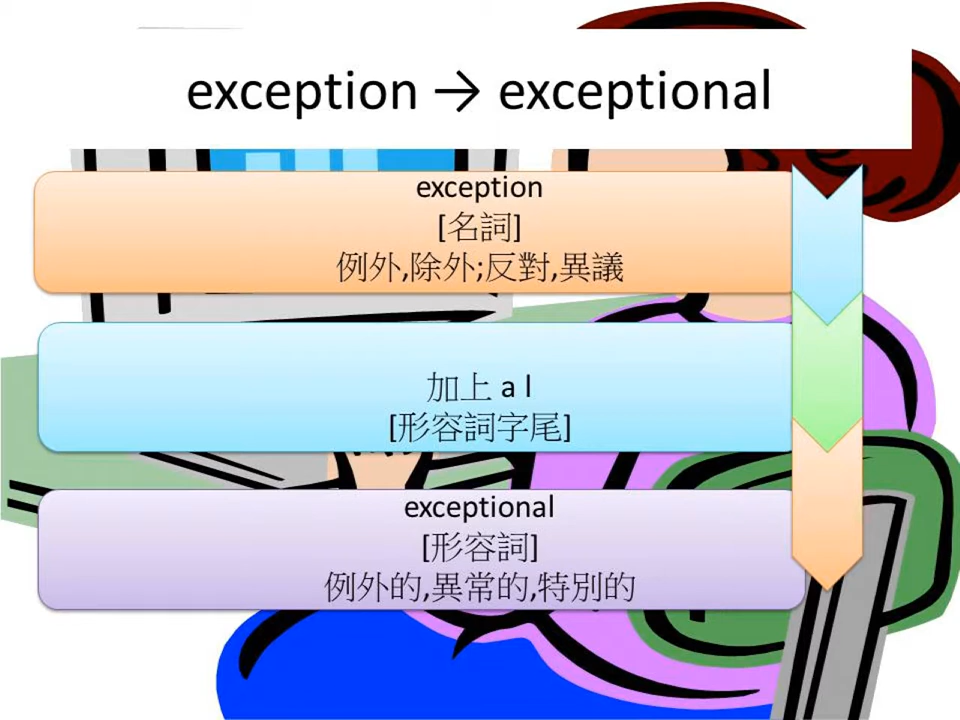 exception → exceptional
exception
[名詞]
例外,除外;反對,異議
加上 a l
[形容詞字尾]
exceptional
[形容詞]
例外的,異常的,特別的